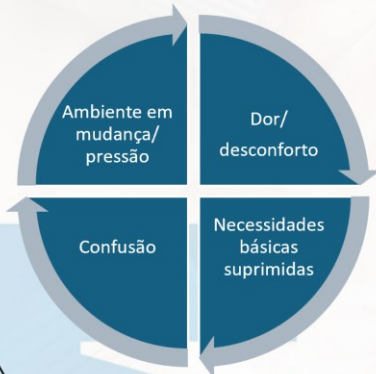 Ambiente em
mudança/
pressão
Dor/
desconforto
Confusão
Necessidades
básicas
suprimidas